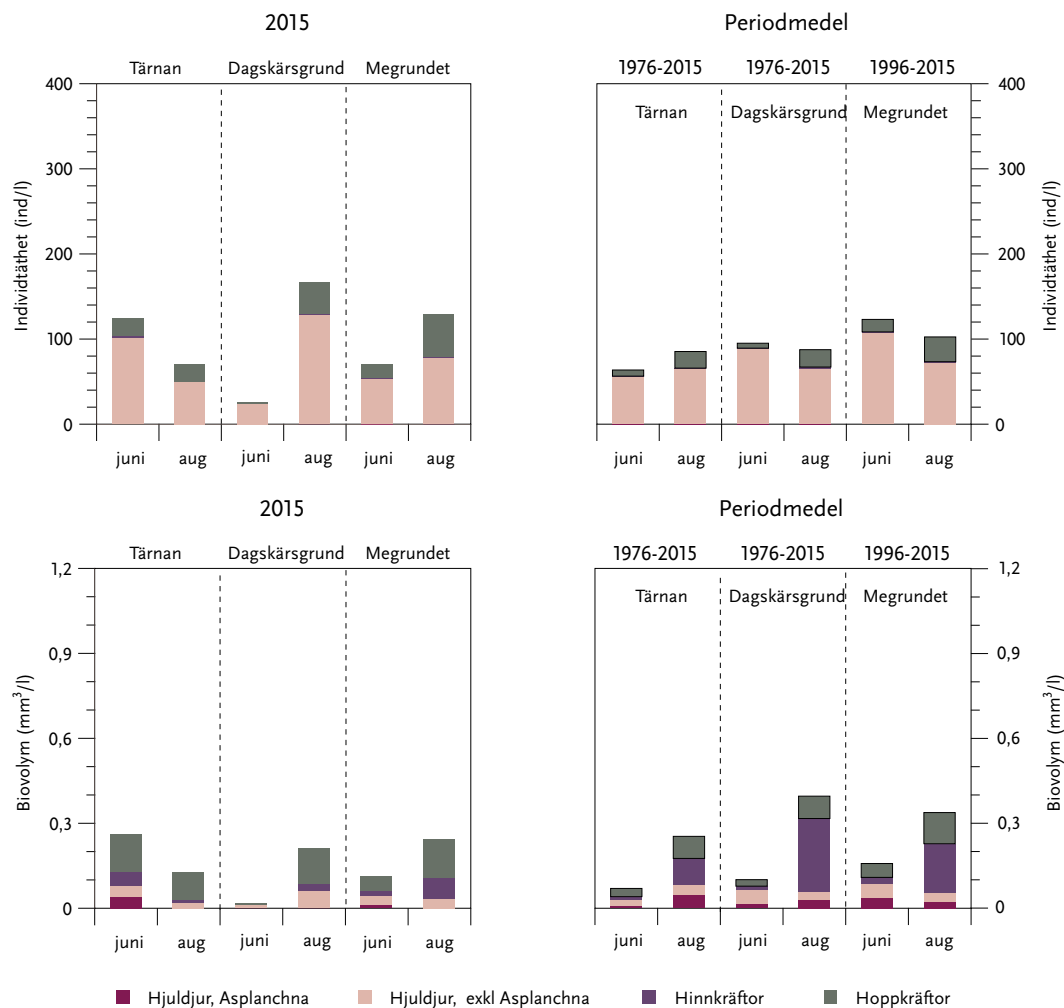 2015
Periodmedel
Tärnan Dagskärsgrund Megrundet
1976-2015 1976-2015 1996-2015
Tärnan Dagskärsgrund Megrundet
400
300
200
100
0
Individtäthet (ind/l)
400
300
200
100
0
Individtäthet (ind/l)
juni aug juni aug juni aug
juni aug juni aug juni aug
2015
Periodmedel
Tärnan Dagskärsgrund Megrundet
1976-2015 1976-2015 1996-2015
Tärnan Dagskärsgrund Megrundet
1,2
0,9
0,6
0,3
0
Biovolym (mm³/l)
1,2
0,9
0,6
0,3
0
Biovolym (mm³/l)
juni aug juni aug juni aug
juni aug juni aug juni aug
Hjuldjur, Asplanchna Hjuldjur, exkl Asplanchna Hinnkräftor Hoppkräftor